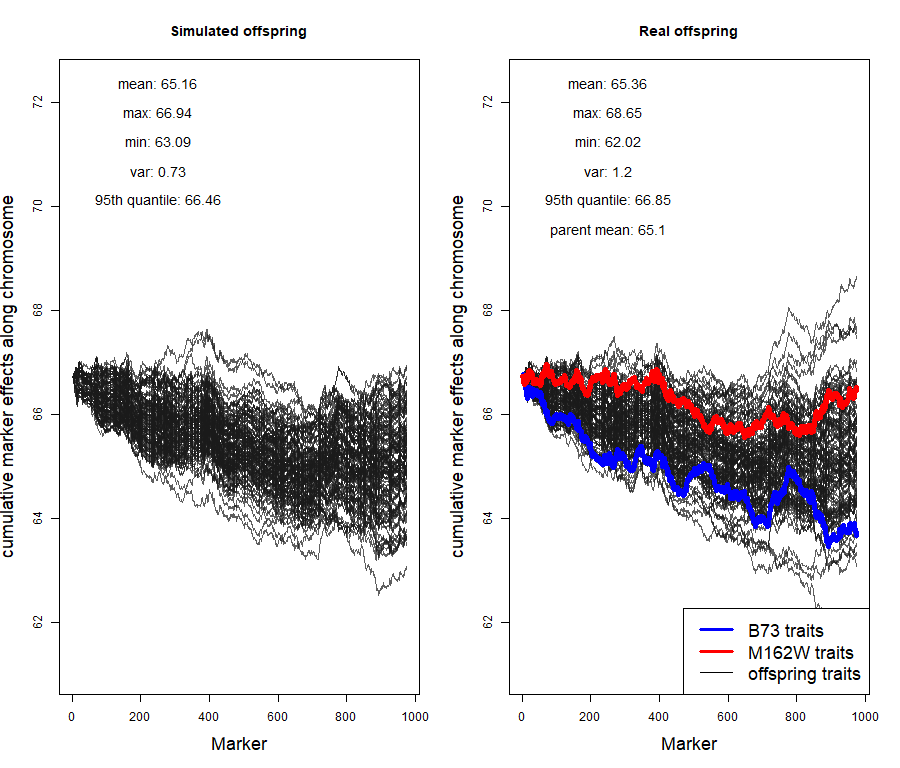 Simulated offspring
mean: 65.16
max: 66.94
min: 63.09
var: 0.73
95th quantile: 66.46
cumulative marker effects along chromosome
72
70
68
66
64
62
0
200
400
600
800
1000
Marker
Real offspring
mean: 65.36
max: 68.65
min: 62.02
var: 1.2
95th quantile: 66.85
parent mean: 65.1
cumulative marker effects along chromosome
72
70
68
66
64
62
B73 traits
M162W traits
offspring traits
0
200
400
600
800
1000
Marker